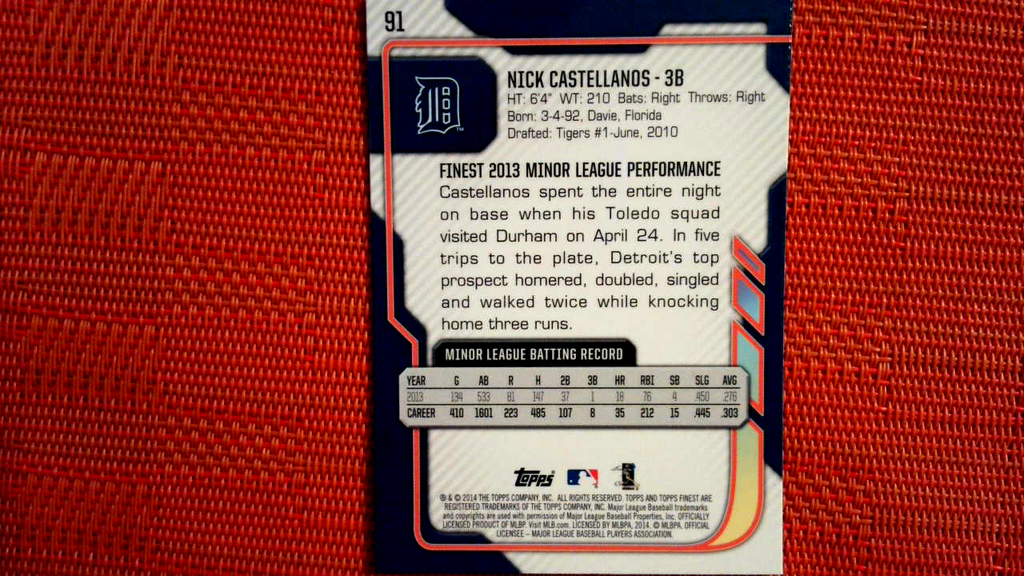 91
NICK CASTELLANOS - 3B
HT: 6'4" WT: 210 Bats: Right Throws: Right
Born: 3-4-92, Davie, Florida
Drafted: Tigers #1-June, 2010
FINEST 2013 MINOR LEAGUE PERFORMANCE
Castellanos spent the entire night
on base when his Toledo squad
visited Durham on April 24. In five
trips to the plate, Detroit's top
prospect homered, doubled, singled
and walked twice while knocking
home three runs.
MINOR LEAGUE BATTING RECORD
YEAR G AB R H 2B 3B HR RBI SB SLG AVG
2013 134 533 81 147 37 1 18 76 4 .450 .276
CAREER 410 1601 223 485 107 8 35 212 15 .445 .303
Topps
® & © 2014 THE TOPPS COMPANY, INC. ALL RIGHTS RESERVED. TOPPS AND TOPPS FINEST ARE
REGISTERED TRADEMARKS OF THE TOPPS COMPANY, INC. Major League Baseball trademarks
and copyrights are used with permission of Major League Baseball Properties, Inc. OFFICIALLY
LICENSED PRODUCT OF MLBP. Visit MLB.com. LICENSED BY MLBPA, 2014. © MLBPA. OFFICIAL
LICENSEE – MAJOR LEAGUE BASEBALL PLAYERS ASSOCIATION.